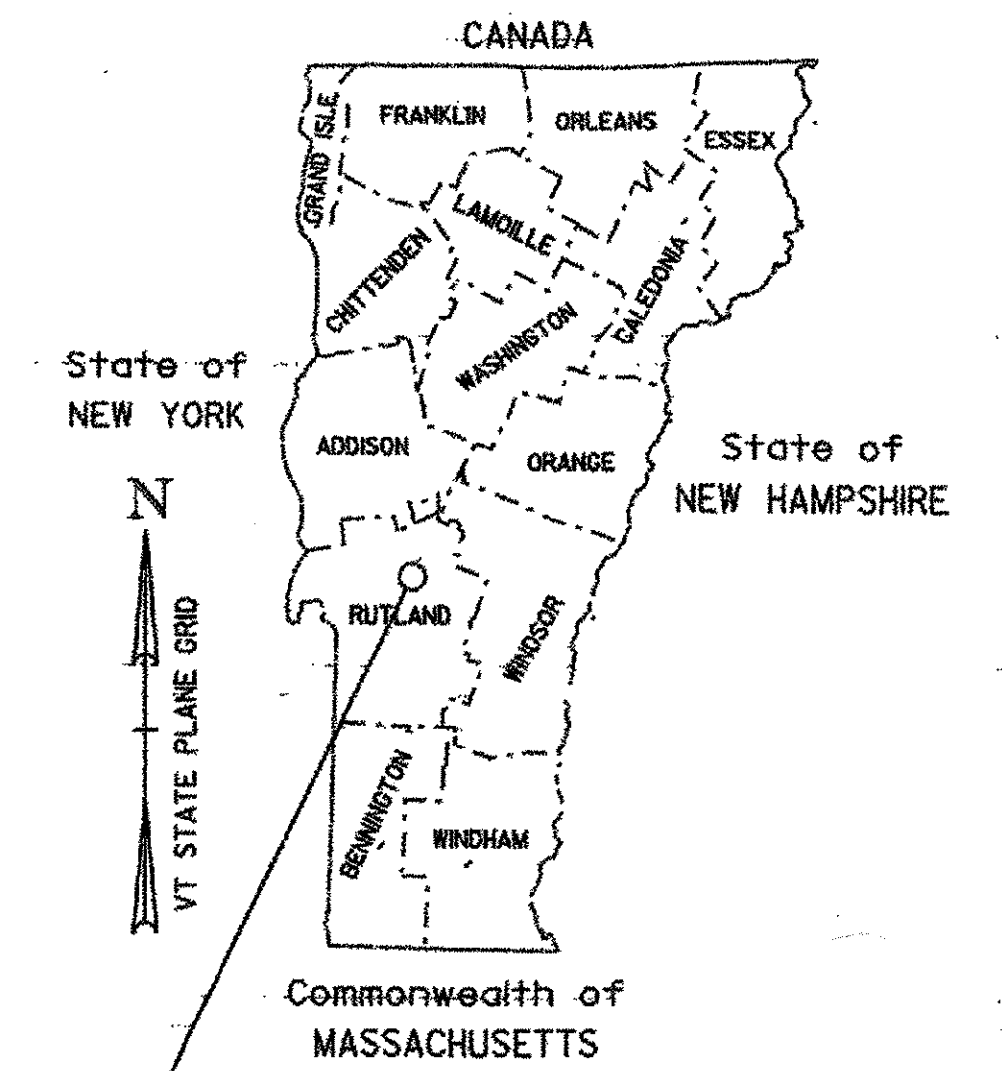 CANADA
GRAND ISLE
FRANKLIN
ORLEANS
ESSEX
LAMOILLE
CHITTENDEN
CALEDONIA
WASHINGTON
State of
NEW YORK
ADDISON
ORANGE
State of
NEW HAMPSHIRE
N
VT STATE PLANE GRID
RUTLAND
WINDSOR
BENNINGTON
WINDHAM
Commonwealth of
MASSACHUSETTS